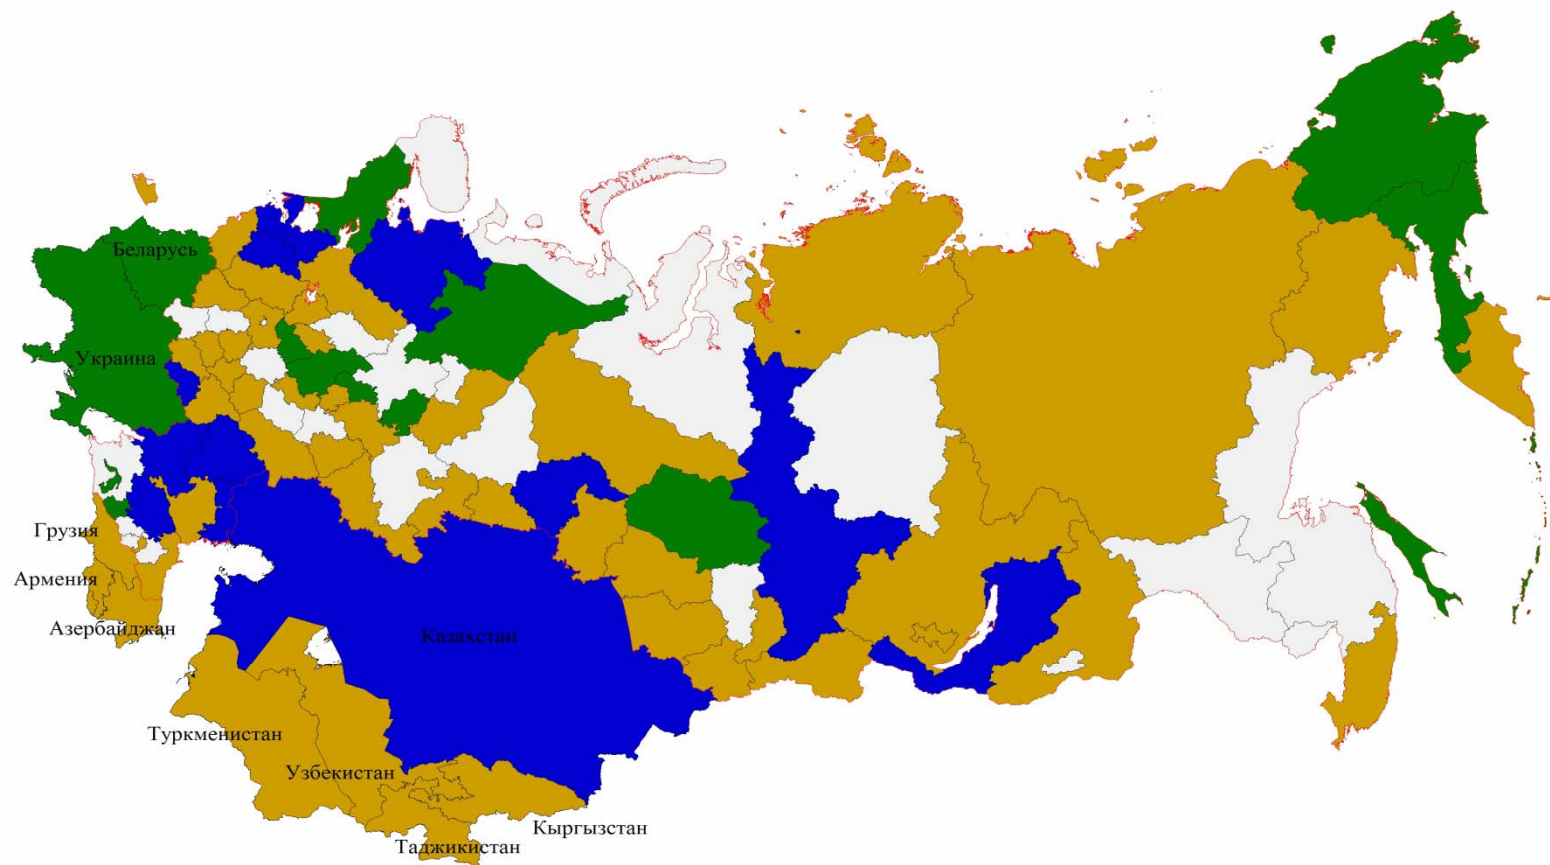 Беларусь
Украина
Грузия
Армения
Азербайджан
Казахстан
Туркменистан
Узбекистан
Кыргызстан
Таджикистан